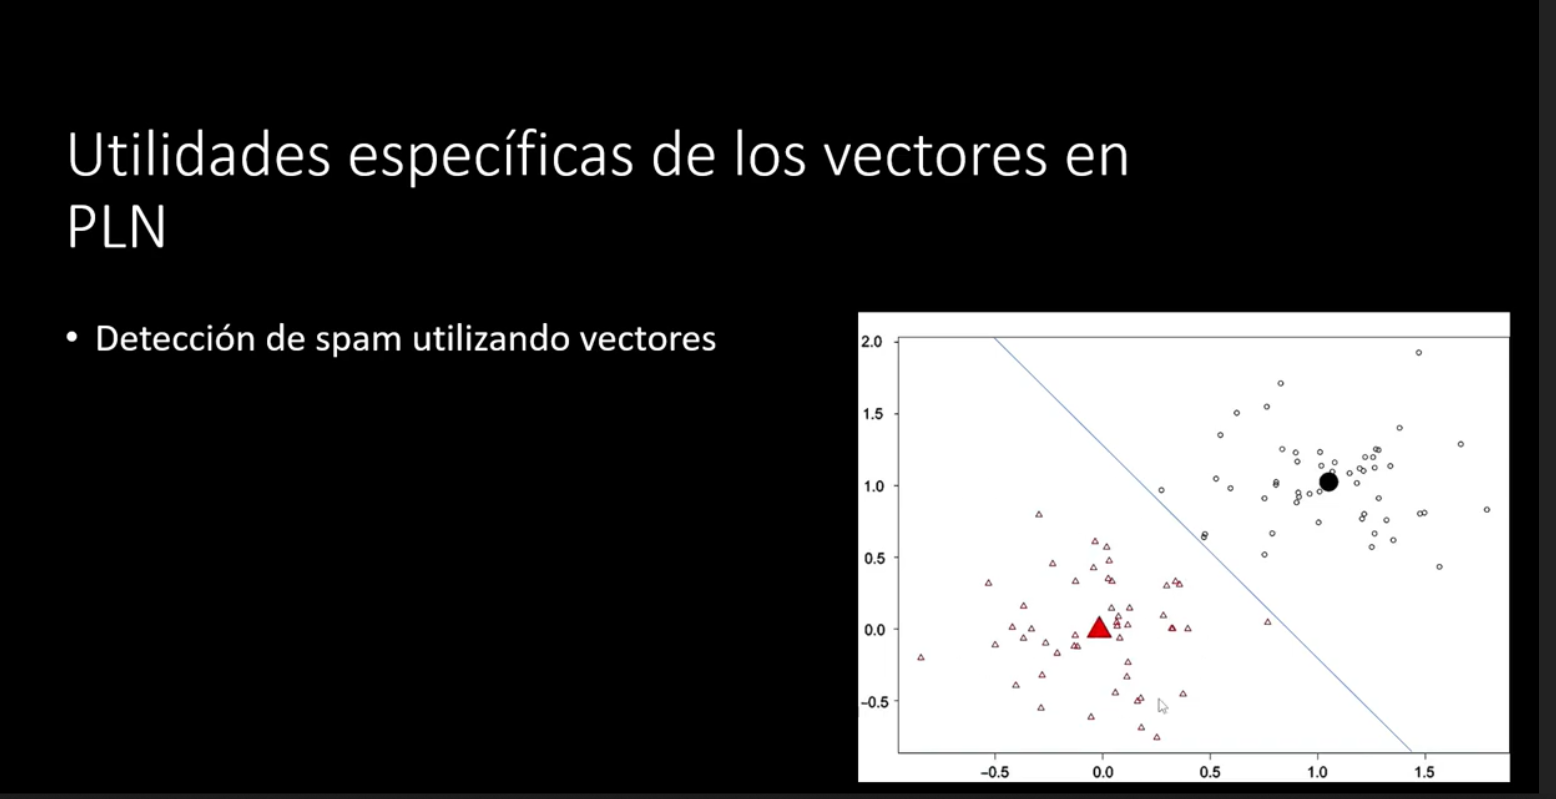 Utilidades específicas de los vectores en
PLN
• Detección de spam utilizando vectores
2.0
1.5
1.0
0.5
0.0
−0.5
−0.5 0.0 0.5 1.0 1.5